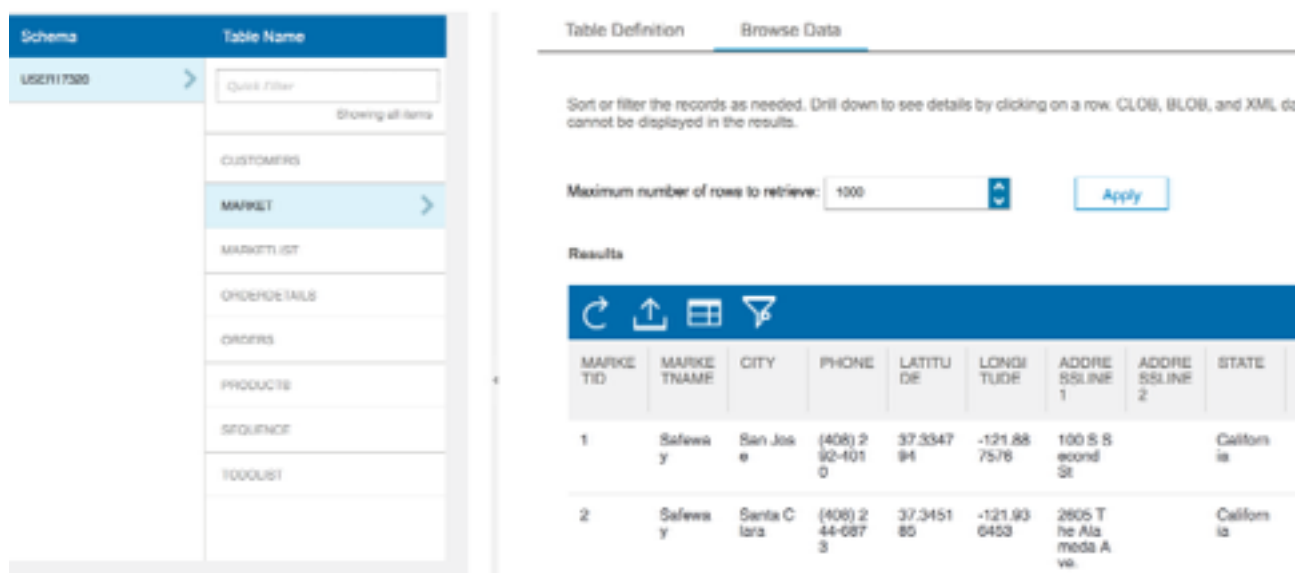 Schema
Table Name
USER17320
Quick Filter
Showing all items
CUSTOMERS
MARKET
MARKETLIST
ORDERDETAILS
ORDERS
PRODUCTS
SEQUENCE
TODOLIST
Table Definition
Browse Data
Sort or filter the records as needed. Drill down to see details by clicking on a row. CLOB, BLOB, and XML da
cannot be displayed in the results.
Maximum number of rows to retrieve: 1000
Apply
Results
MARKE
TID
MARKE
TNAME
CITY
PHONE
LATITU
DE
LONGI
TUDE
ADDRE
SSLINE
1
ADDRE
SSLINE
2
STATE
1
Safewa
y
San Jos
e
(408) 2
92-401
0
37.3347
94
-121.88
7576
100 S S
econd
St
Californ
ia
2
Safewa
y
Santa C
lara
(408) 2
44-687
3
37.3451
85
-121.93
6453
2605 T
he Ala
meda A
ve.
Californ
ia